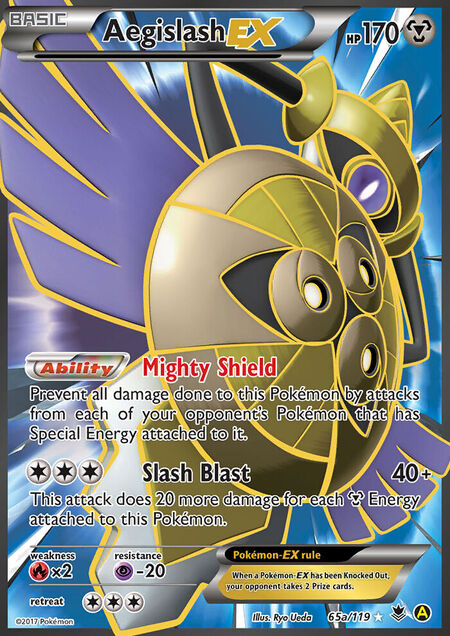 BASIC
Aegislash EX HP170
Ability Mighty Shield
Prevent all damage done to this Pokémon by attacks
from each of your opponent's Pokémon that has
Special Energy attached to it.
Slash Blast 40+
This attack does 20 more damage for each Energy
attached to this Pokémon.
weakness resistance
×2 -20
retreat
Pokémon-EX rule
When a Pokémon-EX has been Knocked Out,
your opponent takes 2 Prize cards.
©2017 Pokémon Illus. Ryo Ueda 65a/119 A